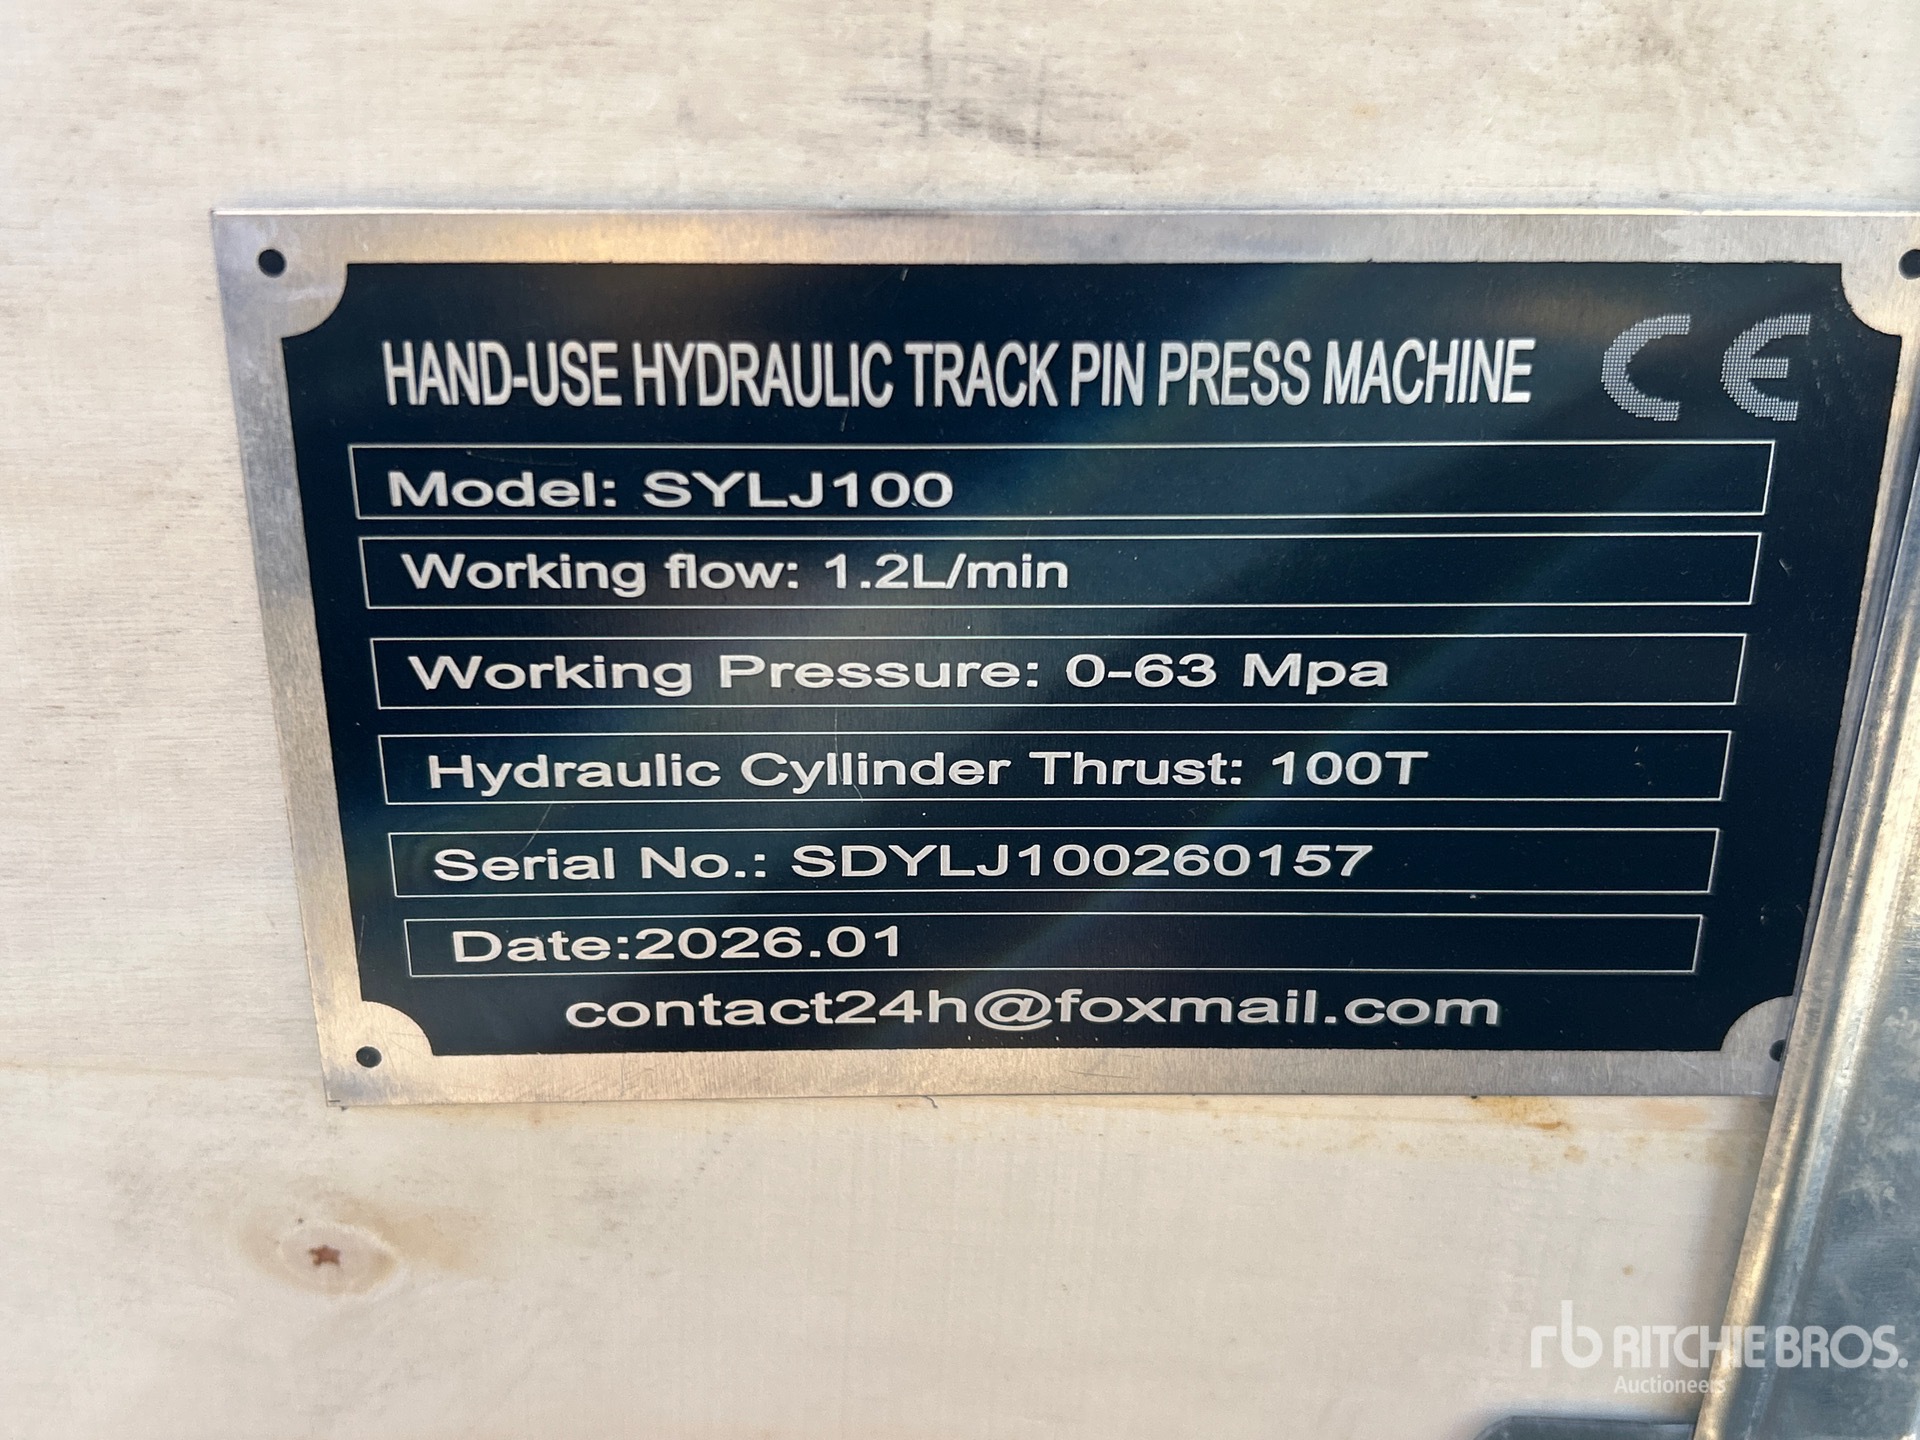 HAND-USE HYDRAULIC TRACK PIN PRESS MACHINE CE
Model: SYLJ100
Working flow: 1.2L/min
Working Pressure: 0-63 Mpa
Hydraulic Cyllinder Thrust: 100T
Serial No.: SDYLJ100260157
Date:2026.01
contact24h@foxmail.com
rb RITCHIE BROS.
Auctioneers